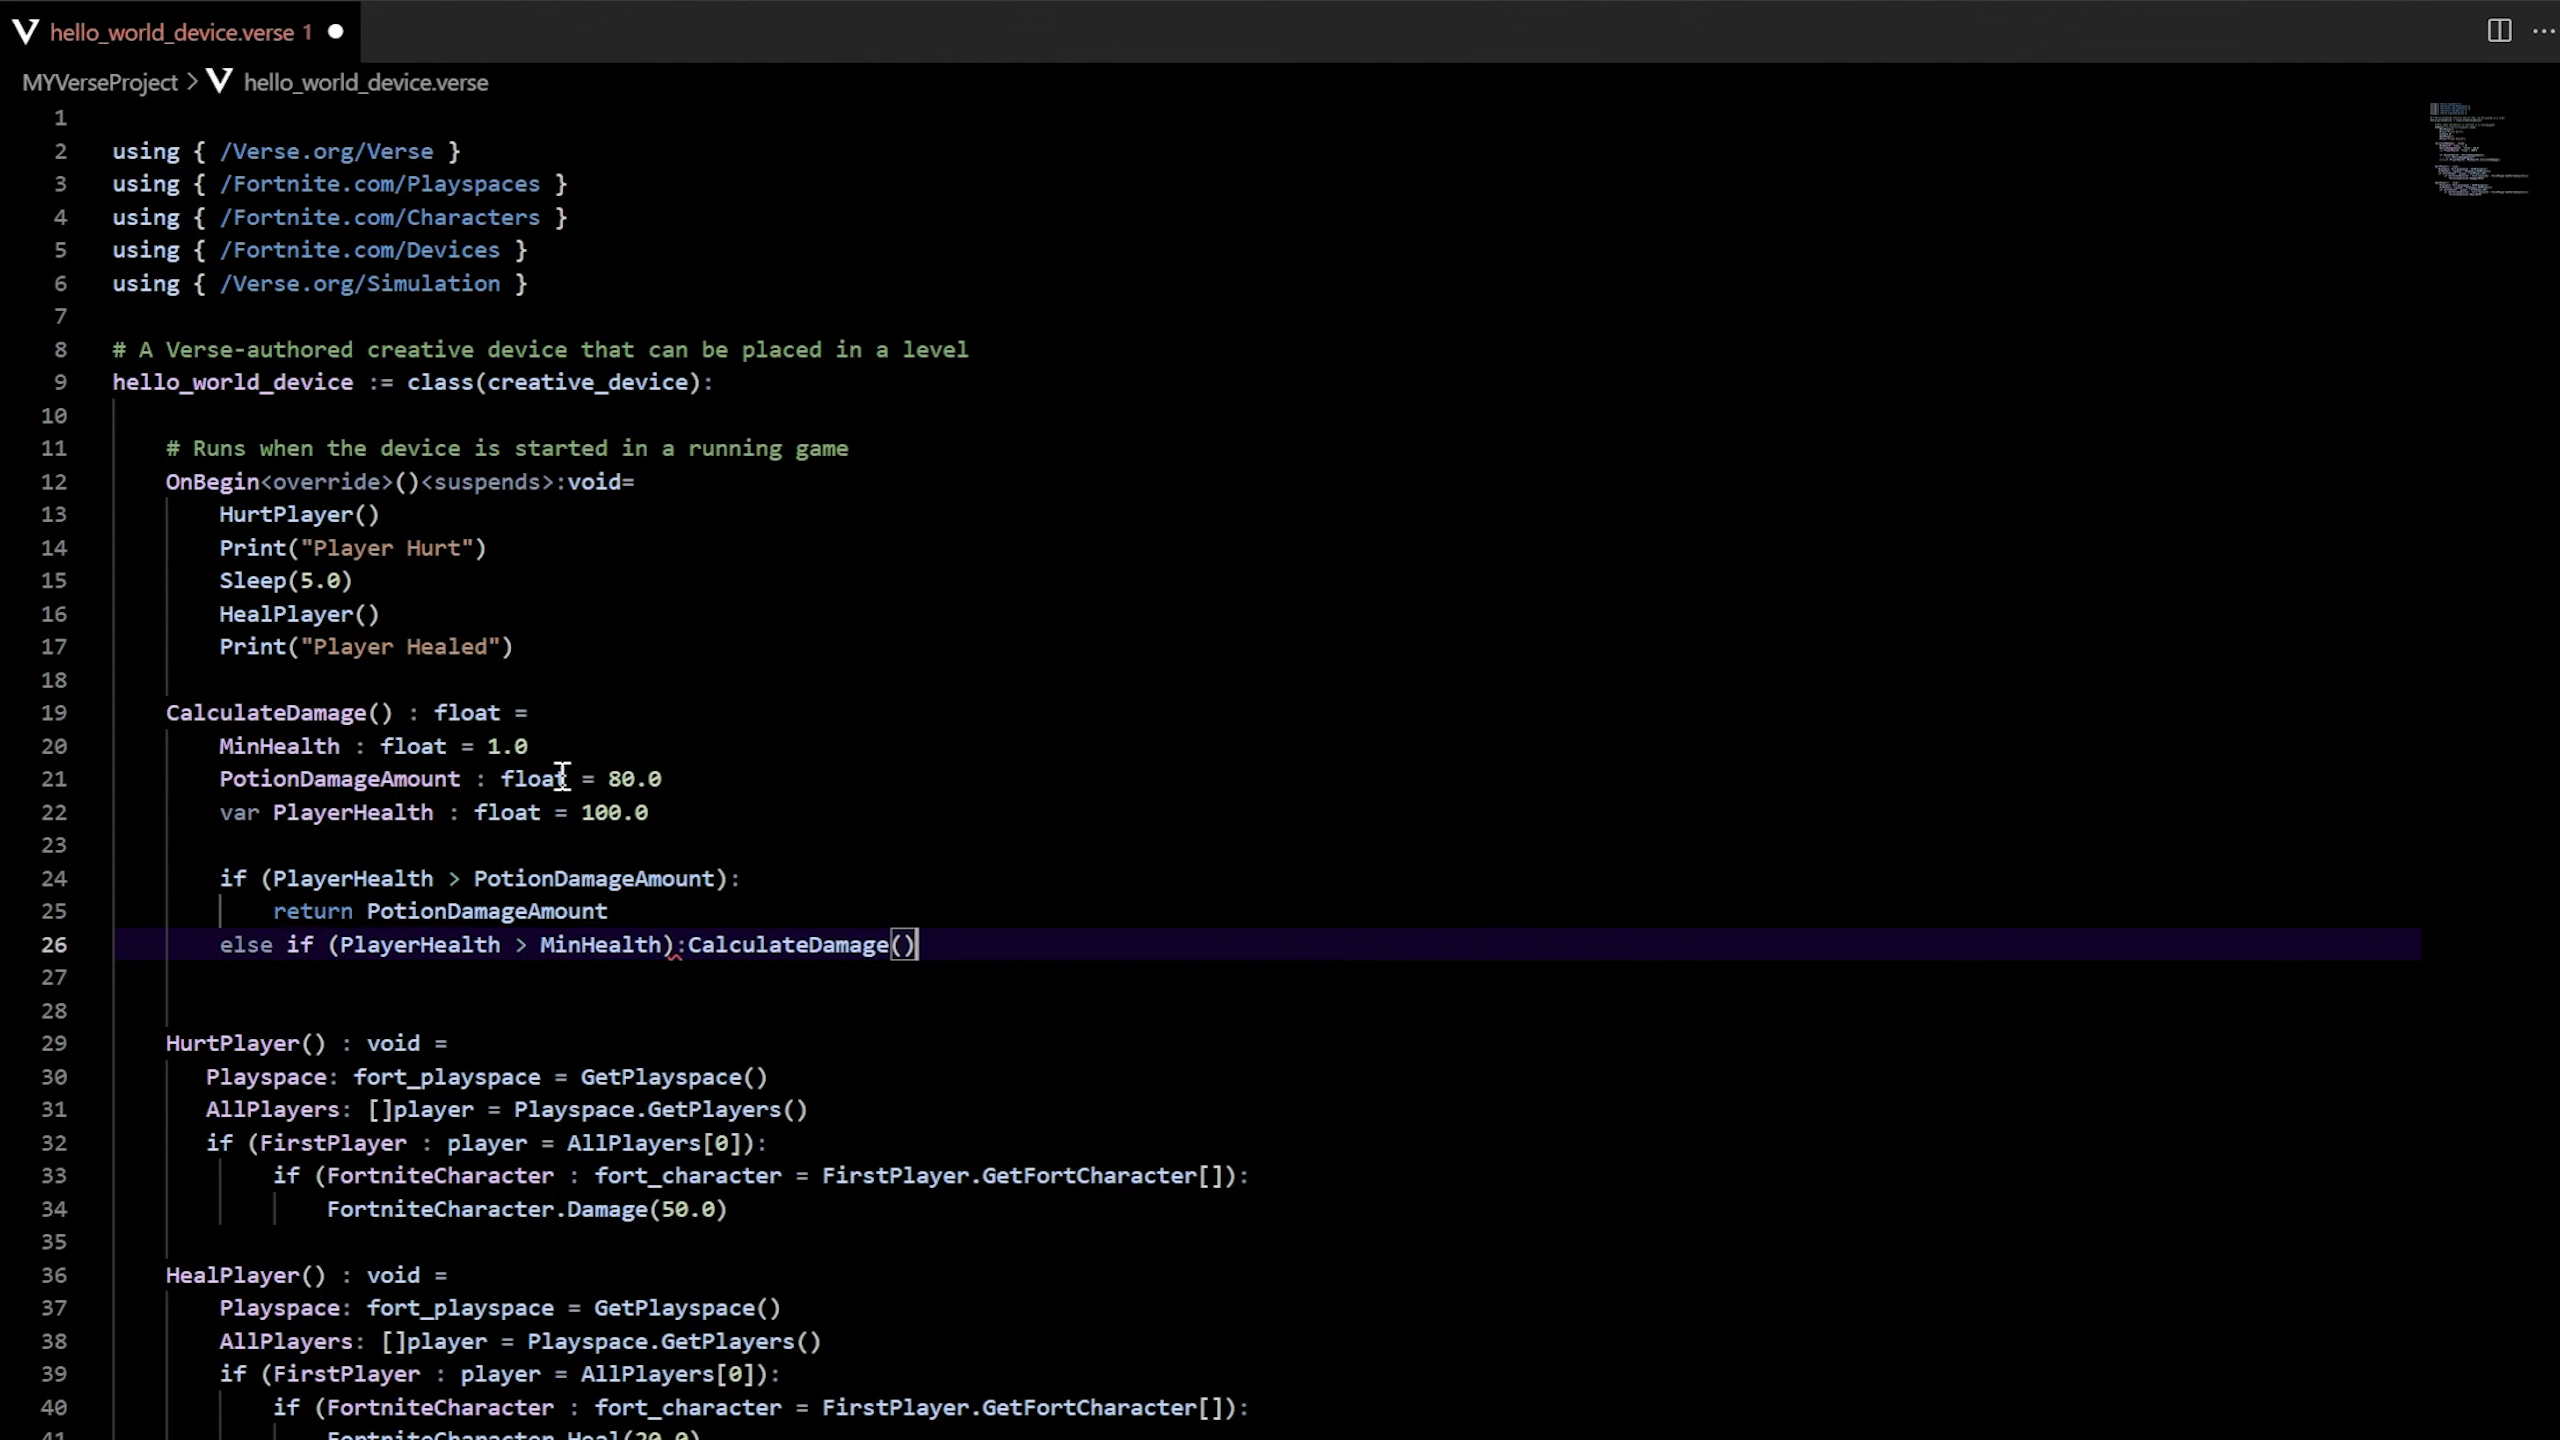 hello_world_device.verse 1
MYVerseProject > hello_world_device.verse
1
2 using { /Verse.org/Verse }
3 using { /Fortnite.com/Playspaces }
4 using { /Fortnite.com/Characters }
5 using { /Fortnite.com/Devices }
6 using { /Verse.org/Simulation }
7
8 # A Verse-authored creative device that can be placed in a level
9 hello_world_device := class(creative_device):
10
11 # Runs when the device is started in a running game
12 OnBegin<override>()<suspends>:void=
13 HurtPlayer()
14 Print("Player Hurt")
15 Sleep(5.0)
16 HealPlayer()
17 Print("Player Healed")
18
19 CalculateDamage() : float =
20 MinHealth : float = 1.0
21 PotionDamageAmount : float = 80.0
22 var PlayerHealth : float = 100.0
23
24 if (PlayerHealth > PotionDamageAmount):
25 return PotionDamageAmount
26 else if (PlayerHealth > MinHealth):CalculateDamage()
27
28
29 HurtPlayer() : void =
30 Playspace: fort_playspace = GetPlayspace()
31 AllPlayers: []player = Playspace.GetPlayers()
32 if (FirstPlayer : player = AllPlayers[0]):
33 if (FortniteCharacter : fort_character = FirstPlayer.GetFortCharacter[]):
34 FortniteCharacter.Damage(50.0)
35
36 HealPlayer() : void =
37 Playspace: fort_playspace = GetPlayspace()
38 AllPlayers: []player = Playspace.GetPlayers()
39 if (FirstPlayer : player = AllPlayers[0]):
40 if (FortniteCharacter : fort_character = FirstPlayer.GetFortCharacter[]):
41 FortniteCharacter.Heal(20.0)